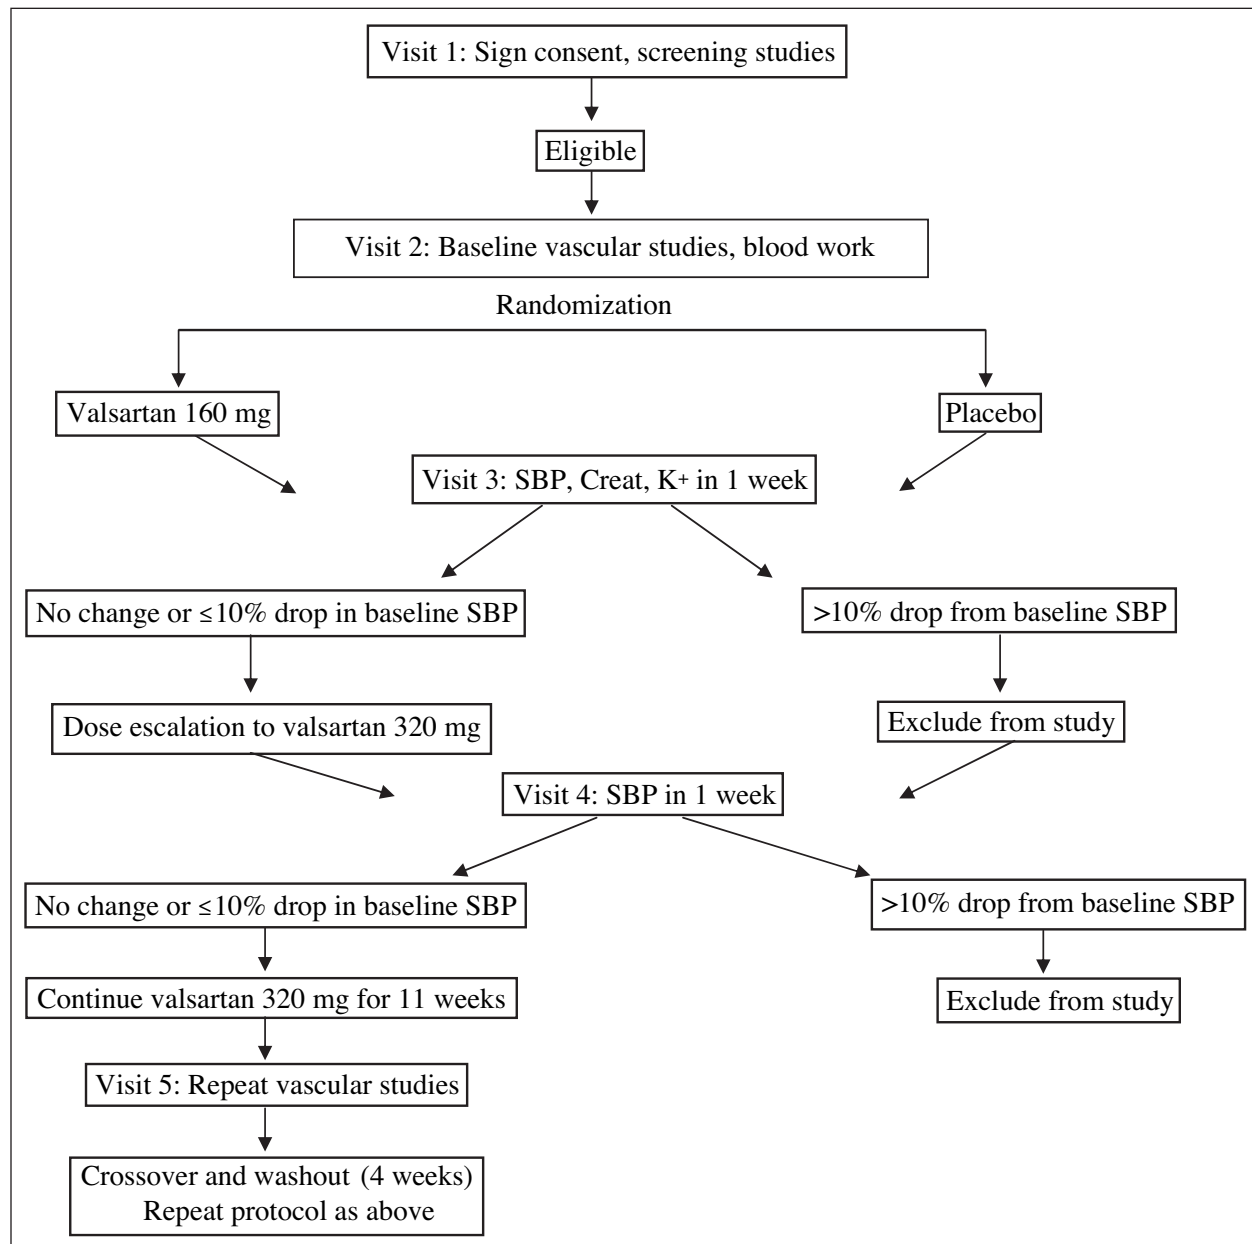 Visit 1: Sign consent, screening studies
Eligible
Visit 2: Baseline vascular studies, blood work
Randomization
Valsartan 160 mg
Placebo
Visit 3: SBP, Creat, K+ in 1 week
No change or ≤10% drop in baseline SBP
>10% drop from baseline SBP
Dose escalation to valsartan 320 mg
Exclude from study
Visit 4: SBP in 1 week
No change or ≤10% drop in baseline SBP
>10% drop from baseline SBP
Continue valsartan 320 mg for 11 weeks
Exclude from study
Visit 5: Repeat vascular studies
Crossover and washout (4 weeks)
Repeat protocol as above